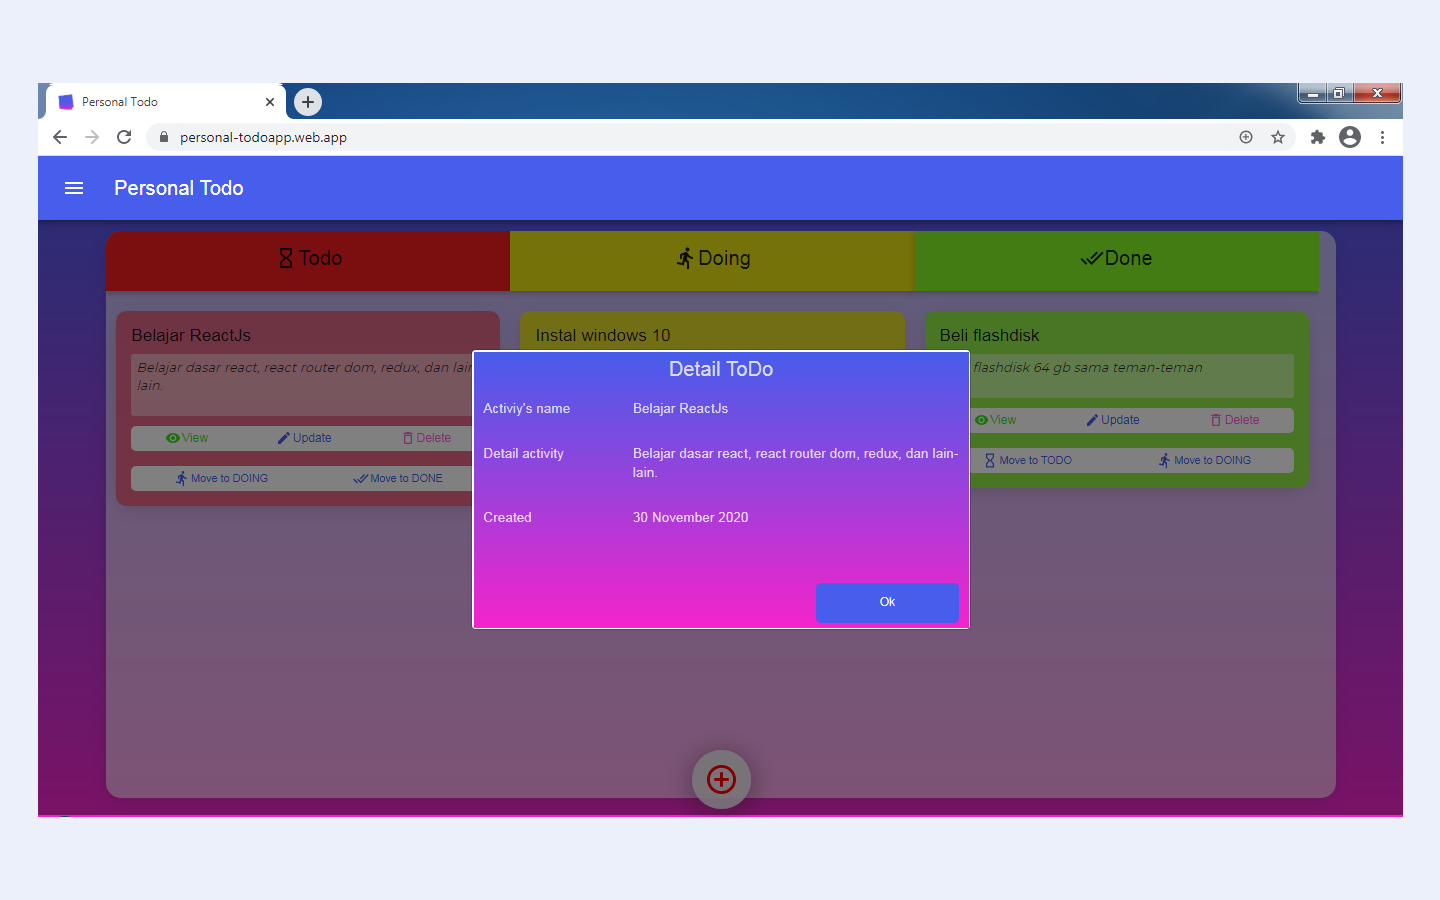 Personal Todo
personal-todoapp.web.app
Personal Todo
Todo
Doing
Done
Belajar ReactJs
Belajar dasar react, react router dom, redux, dan lain
lain.
View
Update
Delete
Move to DOING
Move to DONE
Instal windows 10
Beli flashdisk
flashdisk 64 gb sama teman-teman
View
Update
Delete
Move to TODO
Move to DOING
Detail ToDo
Activiy's name
Belajar ReactJs
Detail activity
Belajar dasar react, react router dom, redux, dan lain-
lain.
Created
30 November 2020
Ok